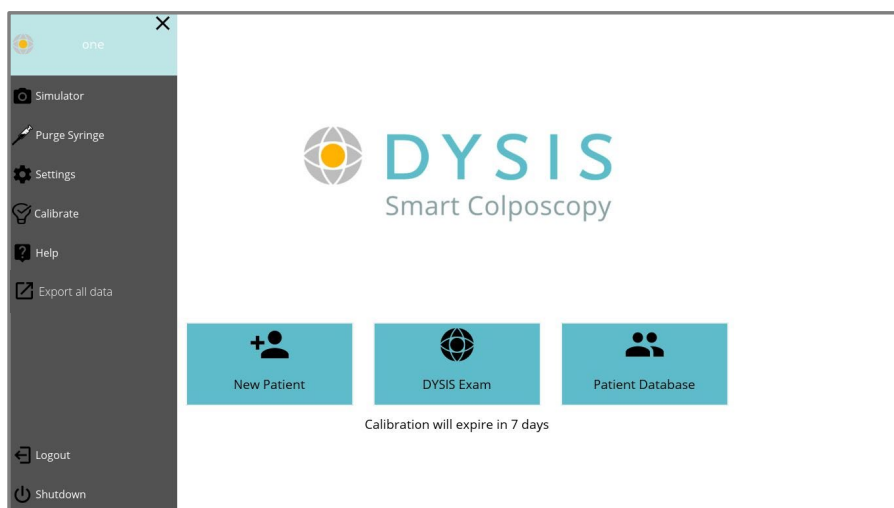 one
Simulator
Purge Syringe
Settings
Calibrate
Help
Export all data
Logout
Shutdown
DYSIS
Smart Colposcopy
New Patient
DYSIS Exam
Patient Database
Calibration will expire in 7 days